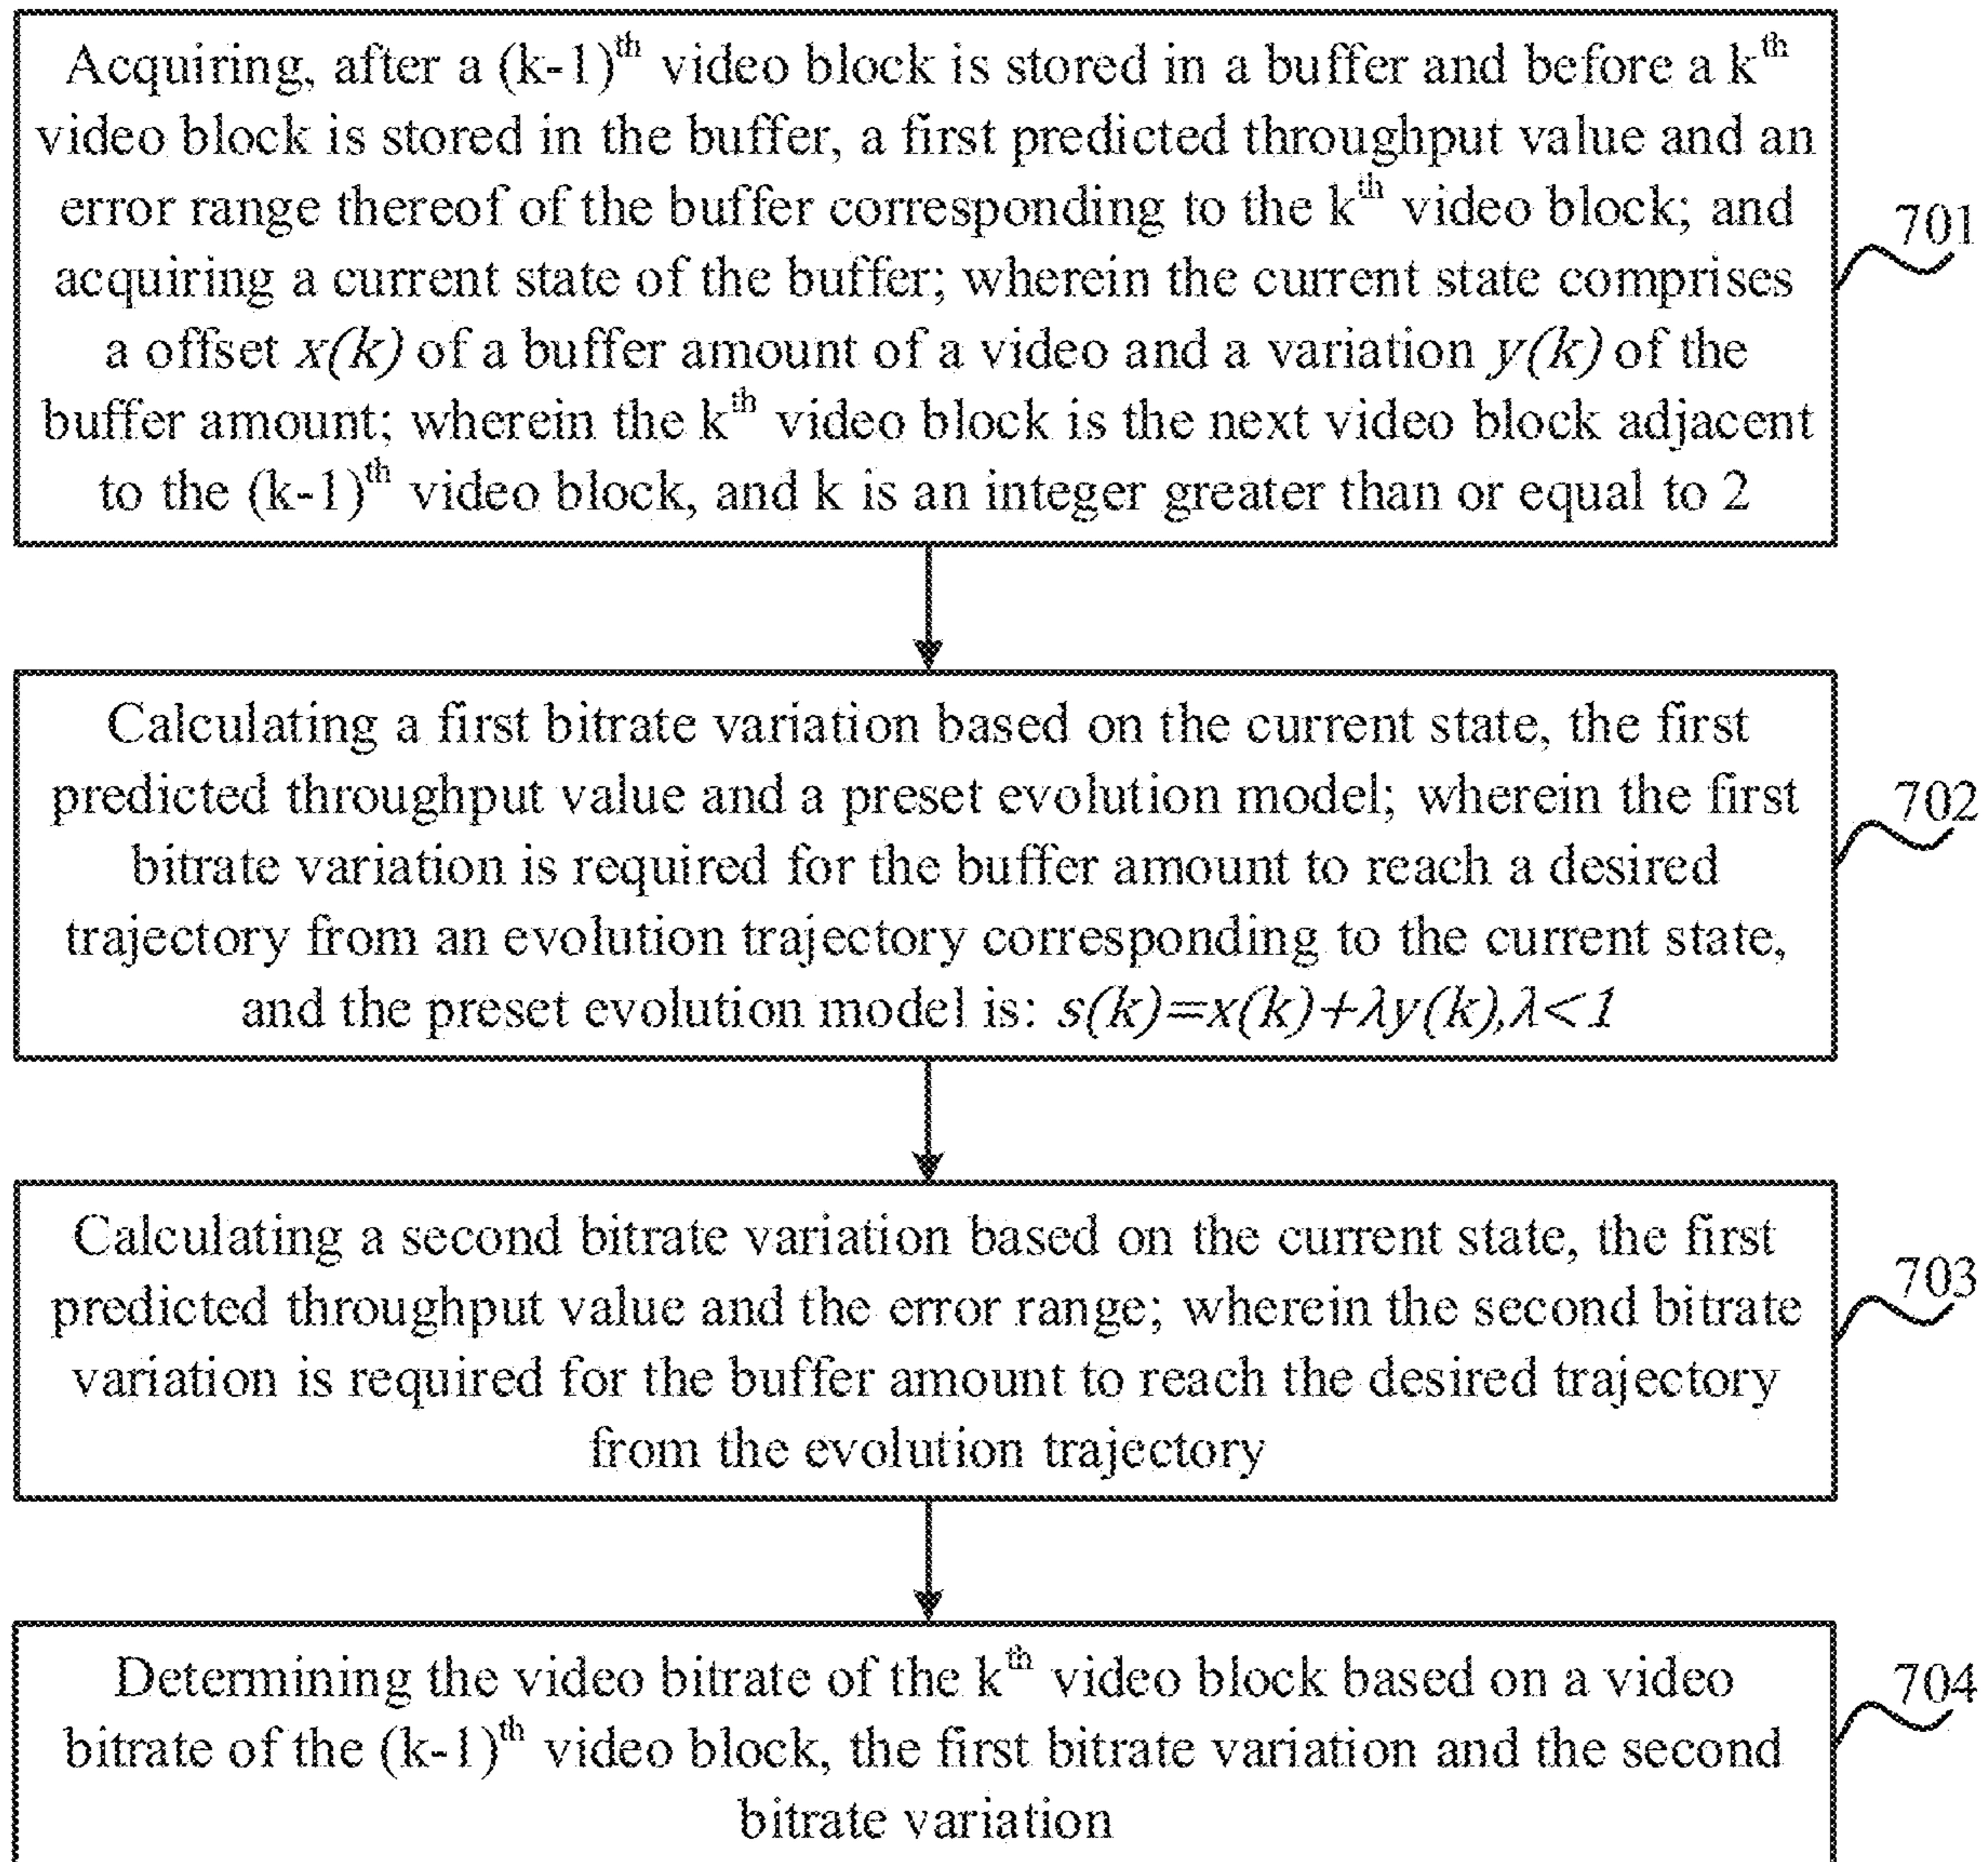 Acquiring, after a (k-1)th video block is stored in a buffer and before a kth
video block is stored in the buffer, a first predicted throughput value and an
error range thereof of the buffer corresponding to the kth video block; and
acquiring a current state of the buffer; wherein the current state comprises
a offset x(k) of a buffer amount of a video and a variation y(k) of the
buffer amount; wherein the kth video block is the next video block adjacent
to the (k-1)th video block, and k is an integer greater than or equal to 2
701
Calculating a first bitrate variation based on the current state, the first
predicted throughput value and a preset evolution model; wherein the first
bitrate variation is required for the buffer amount to reach a desired
trajectory from an evolution trajectory corresponding to the current state,
and the preset evolution model is: s(k)=x(k)+λy(k),λ<1
702
Calculating a second bitrate variation based on the current state, the first
predicted throughput value and the error range; wherein the second bitrate
variation is required for the buffer amount to reach the desired trajectory
from the evolution trajectory
703
Determining the video bitrate of the kth video block based on a video
bitrate of the (k-1)th video block, the first bitrate variation and the second
bitrate variation
704